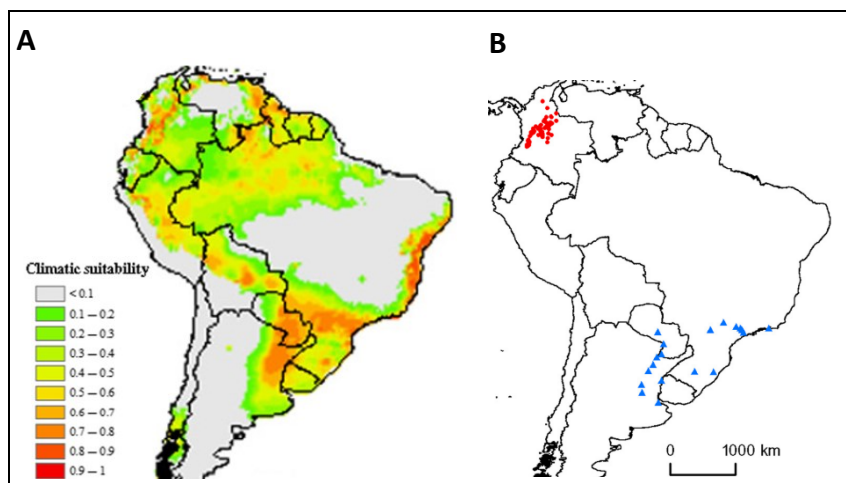 A
B
Climatic suitability
< 0.1
0.1 – 0.2
0.2 – 0.3
0.3 – 0.4
0.4 – 0.5
0.5 – 0.6
0.6 – 0.7
0.7 – 0.8
0.8 – 0.9
0.9 – 1
0 1000 km